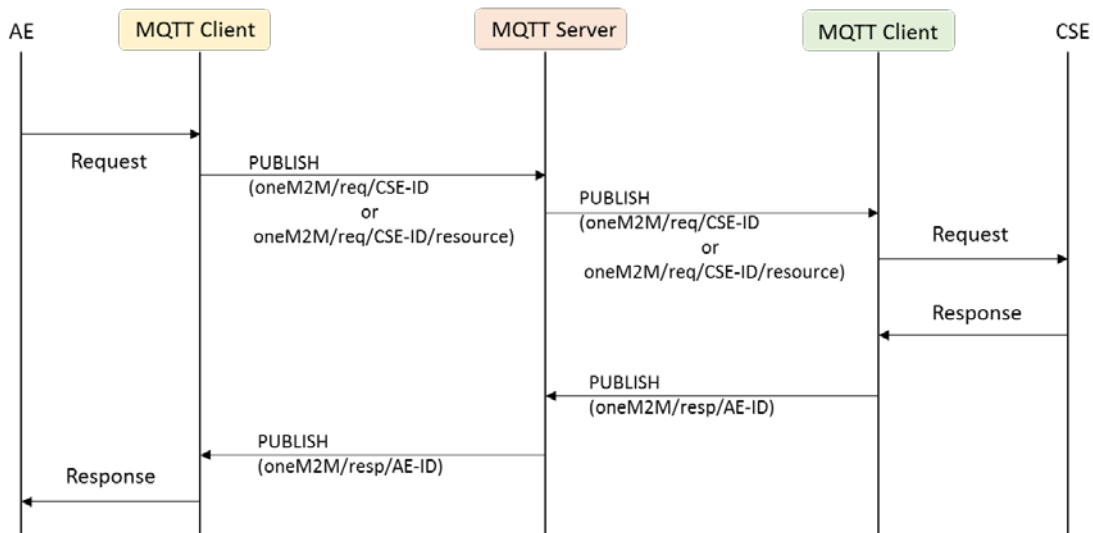 AE
MQTT Client
MQTT Server
MQTT Client
CSE
Request
PUBLISH
(oneM2M/req/CSE-ID
or
oneM2M/req/CSE-ID/resource)
PUBLISH
(oneM2M/req/CSE-ID
or
oneM2M/req/CSE-ID/resource)
Request
Response
PUBLISH
(oneM2M/resp/AE-ID)
PUBLISH
(oneM2M/resp/AE-ID)
Response